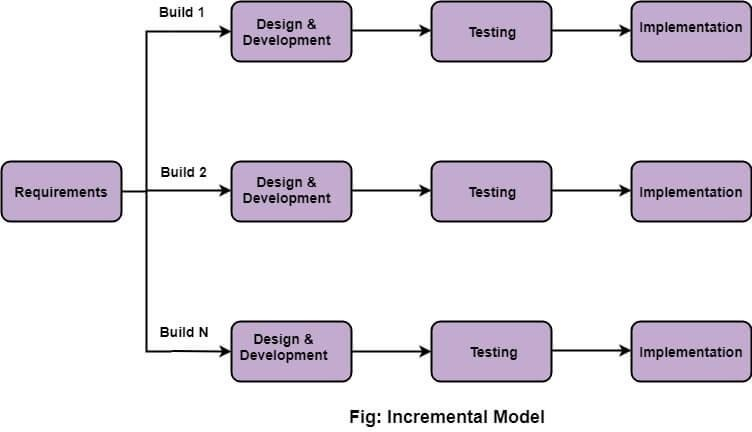 Build 1
Design &
Development
Testing
Implementation
Requirements
Build 2
Design &
Development
Testing
Implementation
Build N
Design &
Development
Testing
Implementation
Fig: Incremental Model